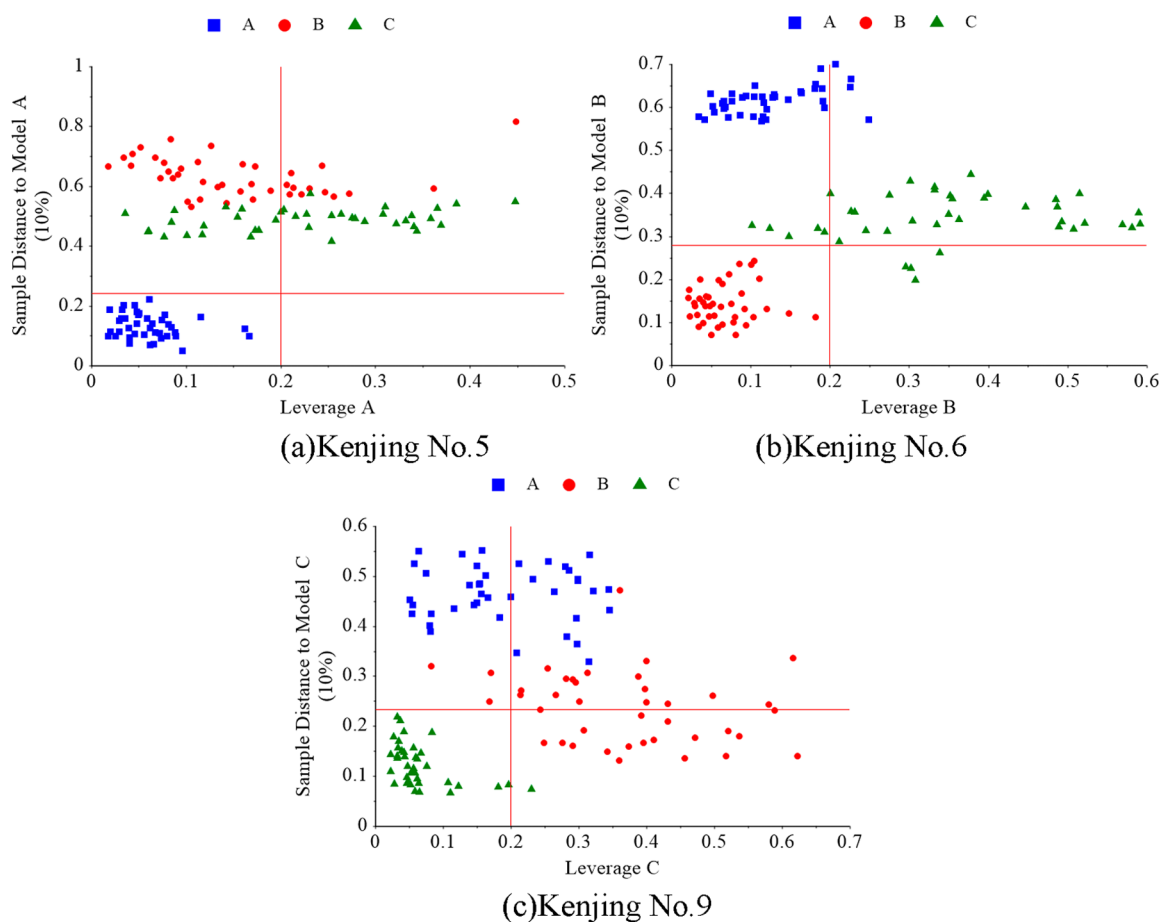 A B C
1
0.8
0.6
0.4
0.2
0
Sample Distance to Model A
(10%)
0 0.1 0.2 0.3 0.4 0.5
Leverage A
(a)Kenjing No.5
A B C
0.7
0.6
0.5
0.4
0.3
0.2
0.1
0
Sample Distance to Model B
(10%)
0 0.1 0.2 0.3 0.4 0.5 0.6
Leverage B
(b)Kenjing No.6
A B C
0.6
0.5
0.4
0.3
0.2
0.1
0
Sample Distance to Model C
(10%)
0 0.1 0.2 0.3 0.4 0.5 0.6 0.7
Leverage C
(c)Kenjing No.9